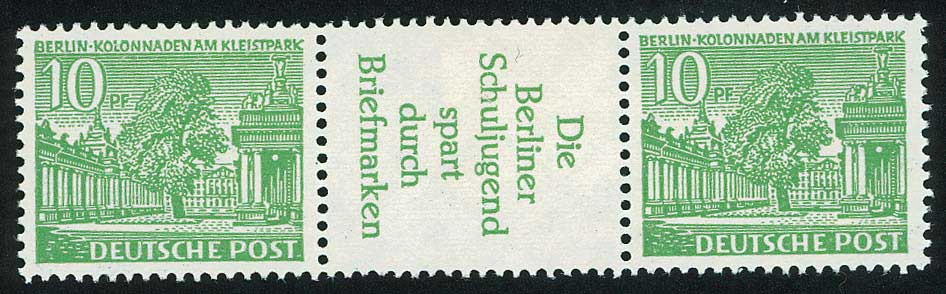 BERLIN·KOLONNADEN AM KLEISTPARK
10 PF
DEUTSCHE POST
Die
Berliner
Schuljugend
spart
durch
Briefmarken
BERLIN·KOLONNADEN AM KLEISTPARK
10 PF
DEUTSCHE POST